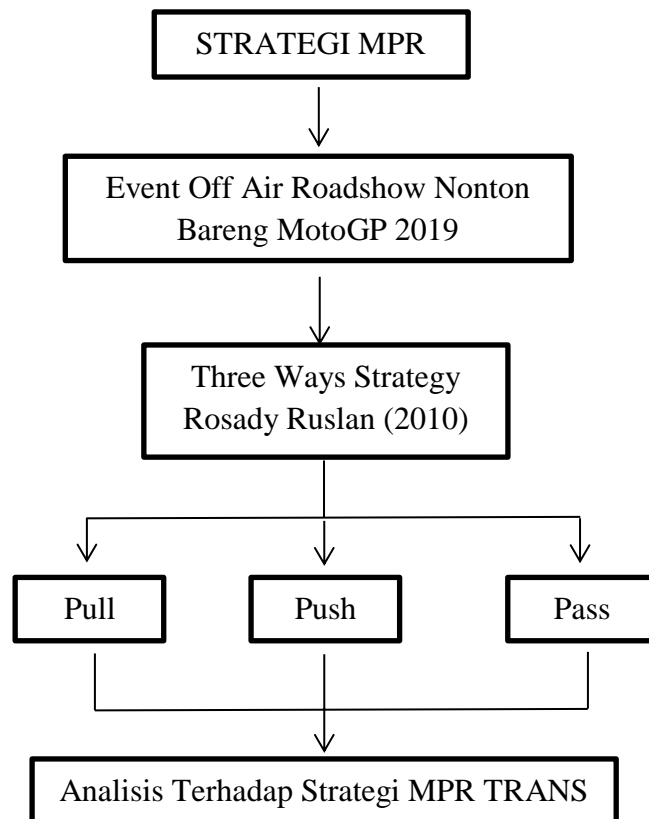 STRATEGI MPR
Event Off Air Roadshow Nonton
Bareng MotoGP 2019
Three Ways Strategy
Rosady Ruslan (2010)
Pull
Push
Pass
Analisis Terhadap Strategi MPR TRANS